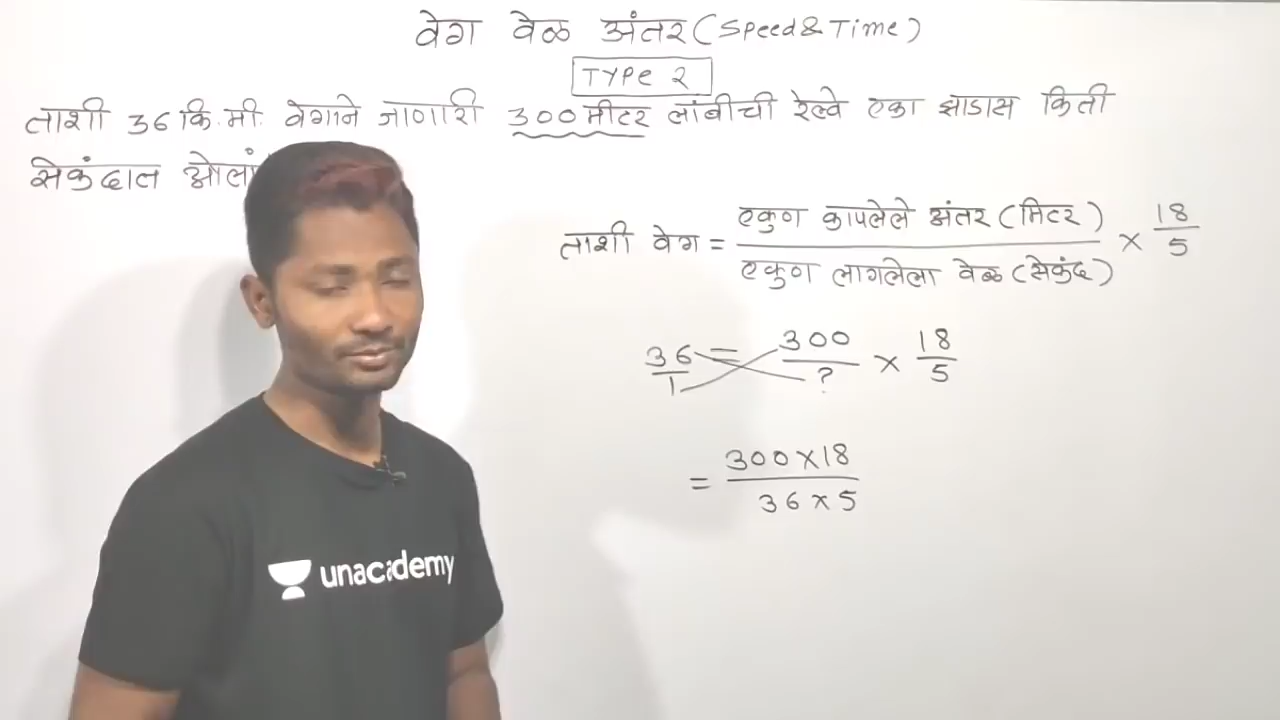 वेग वेळ अंतर (Speed & Time)
TYPE 2
ताशी 36 कि.मी. वेगाने जाणारी 300 मीटर लांबीची रेल्वे एका झाडास किती
सेकंदात
ताशी वेग = एकुण कापलेले अंतर (मिटर) / एकुण लागलेला वेळ (सेकंद) × 18/5
36/1 = 300/? × 18/5
= 300×18 / 36×5
unacademy